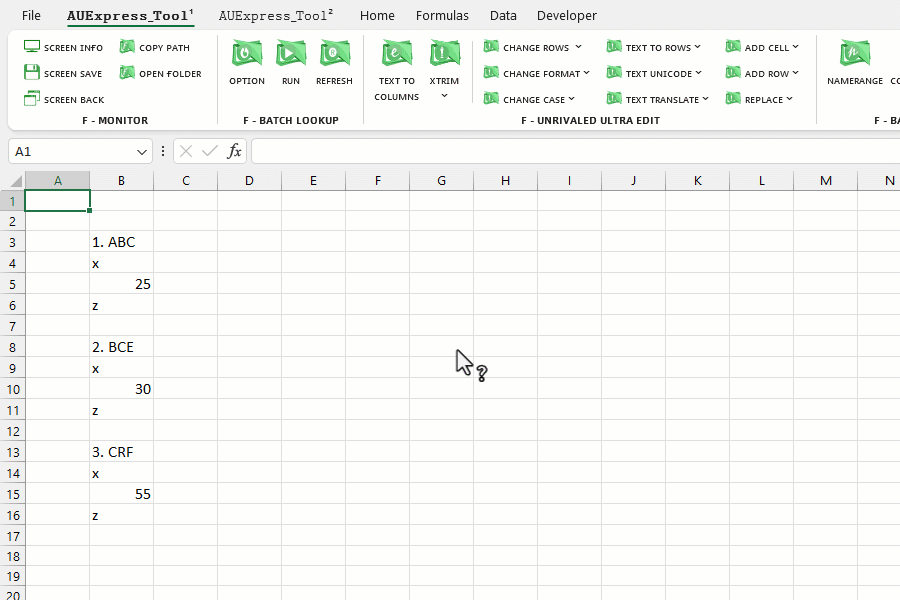 File AUExpress_Tool¹ AUExpress_Tool² Home Formulas Data Developer
SCREEN INFO COPY PATH CHANGE ROWS TEXT TO ROWS ADD CELL
SCREEN SAVE OPEN FOLDER OPTION RUN REFRESH TEXT TO COLUMNS XTRIM CHANGE FORMAT TEXT UNICODE ADD ROW NAMERANGE
SCREEN BACK CHANGE CASE TEXT TRANSLATE REPLACE
F - MONITOR F - BATCH LOOKUP F - UNRIVALED ULTRA EDIT
A1 fx
A B C D E F G H I J K L M N
1
2
3 1. ABC
4 x
5 25
6 z
7
8 2. BCE
9 x
10 30
11 z
12
13 3. CRF
14 x
15 55
16 z
17
18
19
20